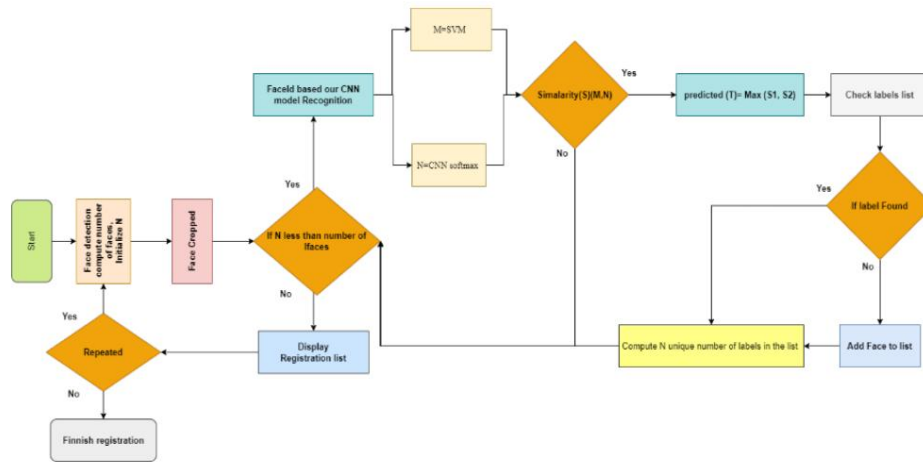 M=SVM
FaceId based our CNN
model Recognition
Simalarity(S)(M,N)
Yes
predicted (T)= Max (S1, S2)
Check labels list
N=CNN softmax
No
Yes
Yes
If label Found
Start
Face detection
compute number
of faces,
Initialize N
Face Cropped
If N less than number of
Ifaces
No
No
Yes
Repeated
Display
Registration list
Compute N unique number of labels in the list
Add Face to list
No
Finnish registration